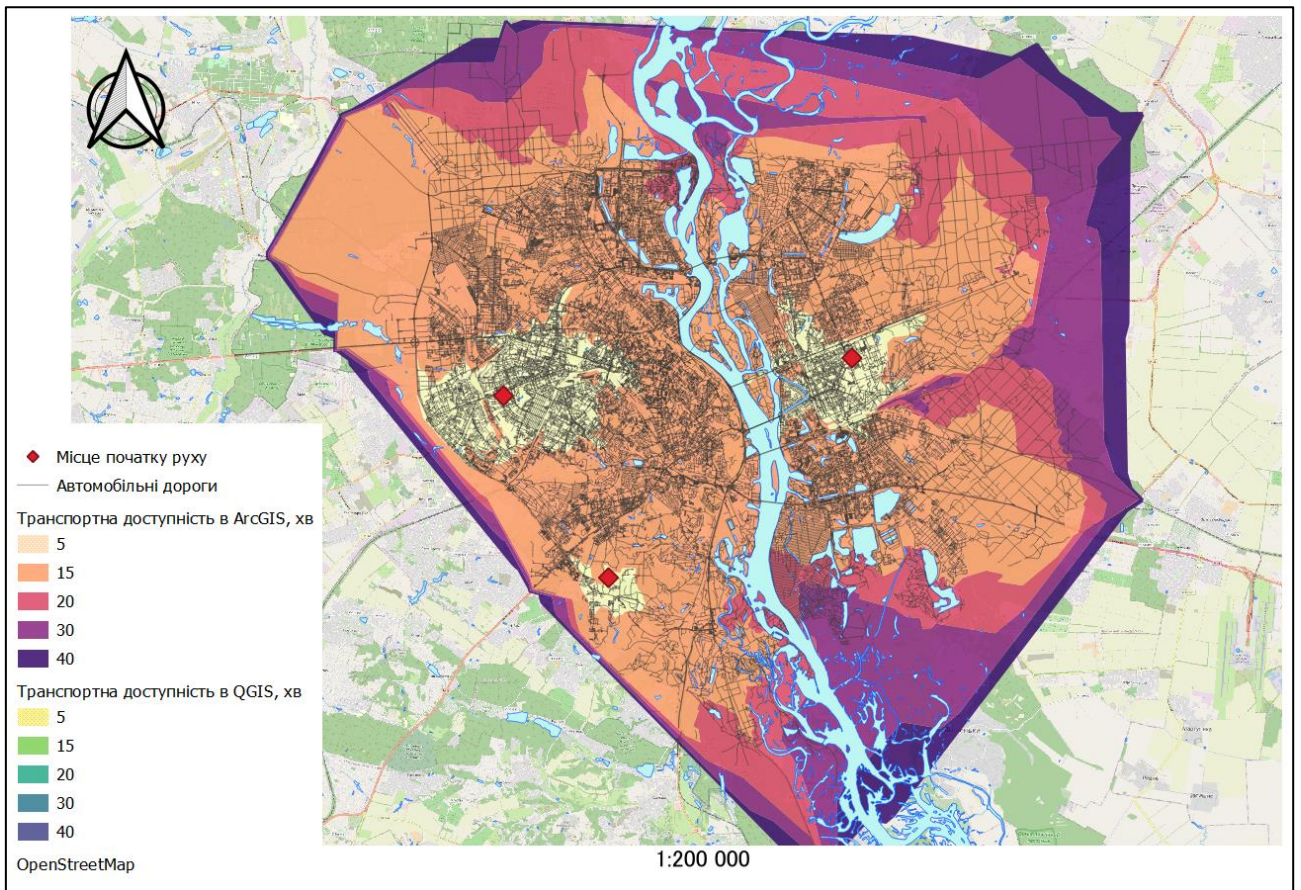 Місце початку руху
Автомобільні дороги
Транспортна доступність в ArcGIS, хв
5
15
20
30
40
Транспортна доступність в QGIS, хв
5
15
20
30
40
OpenStreetMap
1:200 000